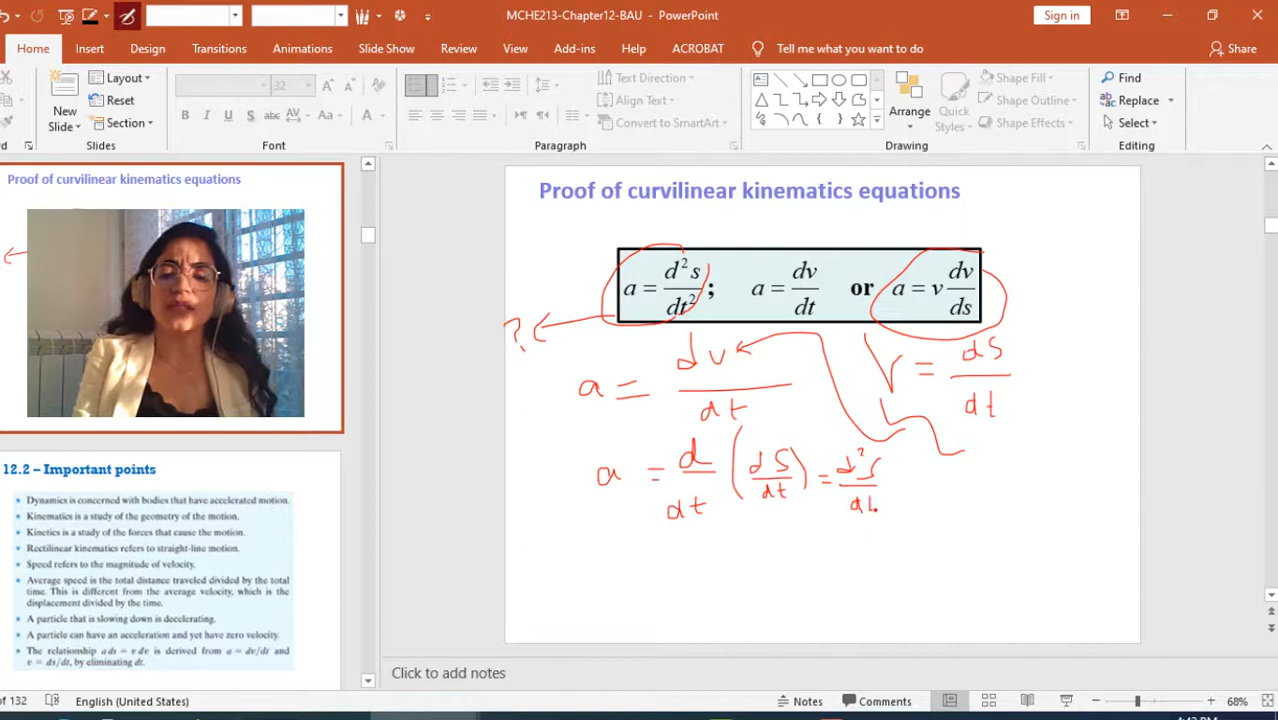 MCHE213-Chapter12-BAU - PowerPoint
Sign in
Home Insert Design Transitions Animations Slide Show Review View Add-ins Help ACROBAT Tell me what you want to do Share
New Slide
Layout
Reset
Section
32
B I U S abc AV Aa A
Text Direction
Align Text
Convert to SmartArt
Arrange
Quick Styles
Shape Fill
Shape Outline
Shape Effects
Find
Replace
Select
Slides Font Paragraph Drawing Editing
Proof of curvilinear kinematics equations
12.2 – Important points
• Dynamics is concerned with bodies that have accelerated motion.
• Kinematics is a study of the geometry of the motion.
• Kinetics is a study of the forces that cause the motion.
• Rectilinear kinematics refers to straight-line motion.
• Speed refers to the magnitude of velocity.
• Average speed is the total distance traveled divided by the total
time. This is different from the average velocity, which is the
displacement divided by the time.
• A particle that is slowing down is decelerating.
• A particle can have an acceleration and yet have zero velocity.
• The relationship a ds = v dv is derived from a = dv/dt and
v = ds/dt, by eliminating dt.
Proof of curvilinear kinematics equations
a = d²s/dt² ; a = dv/dt or a = v dv/ds
?
a = dv/dt
v = ds/dt
a = d/dt (ds/dt) = d²s/dt
Click to add notes
of 132 English (United States) Notes Comments 68%